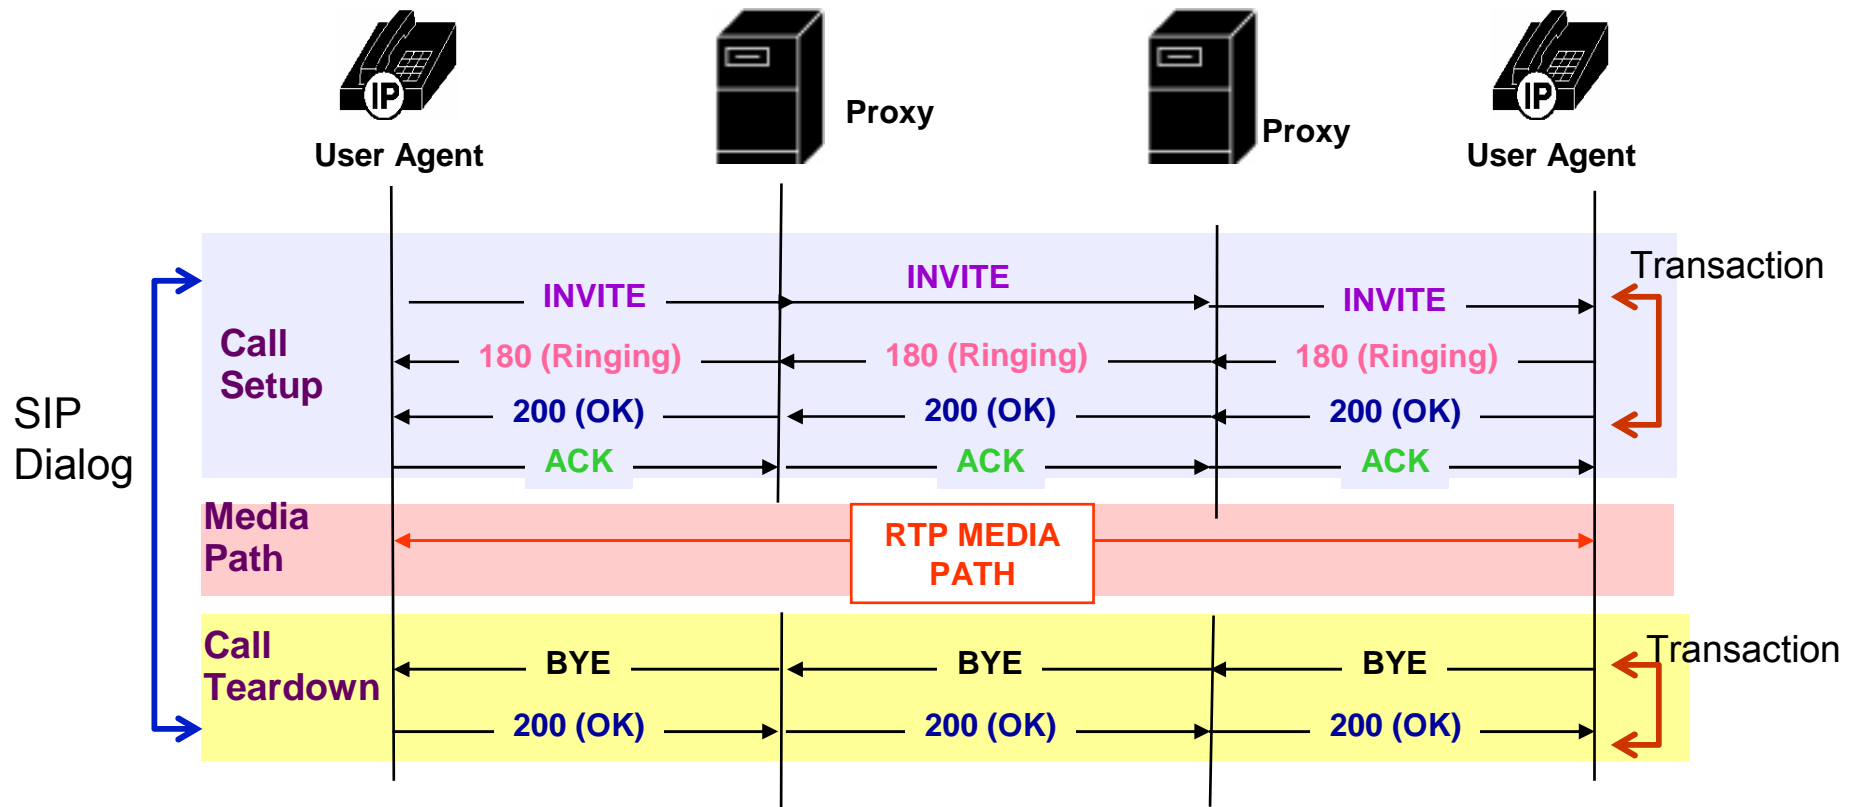 IP
IP
User Agent
Proxy
Proxy
User Agent
Transaction
INVITE
INVITE
INVITE
Call
Setup
180 (Ringing)
180 (Ringing)
180 (Ringing)
SIP
Dialog
200 (OK)
200 (OK)
200 (OK)
ACK
ACK
ACK
Media
Path
RTP MEDIA
PATH
Call
Teardown
BYE
BYE
BYE
Transaction
200 (OK)
200 (OK)
200 (OK)